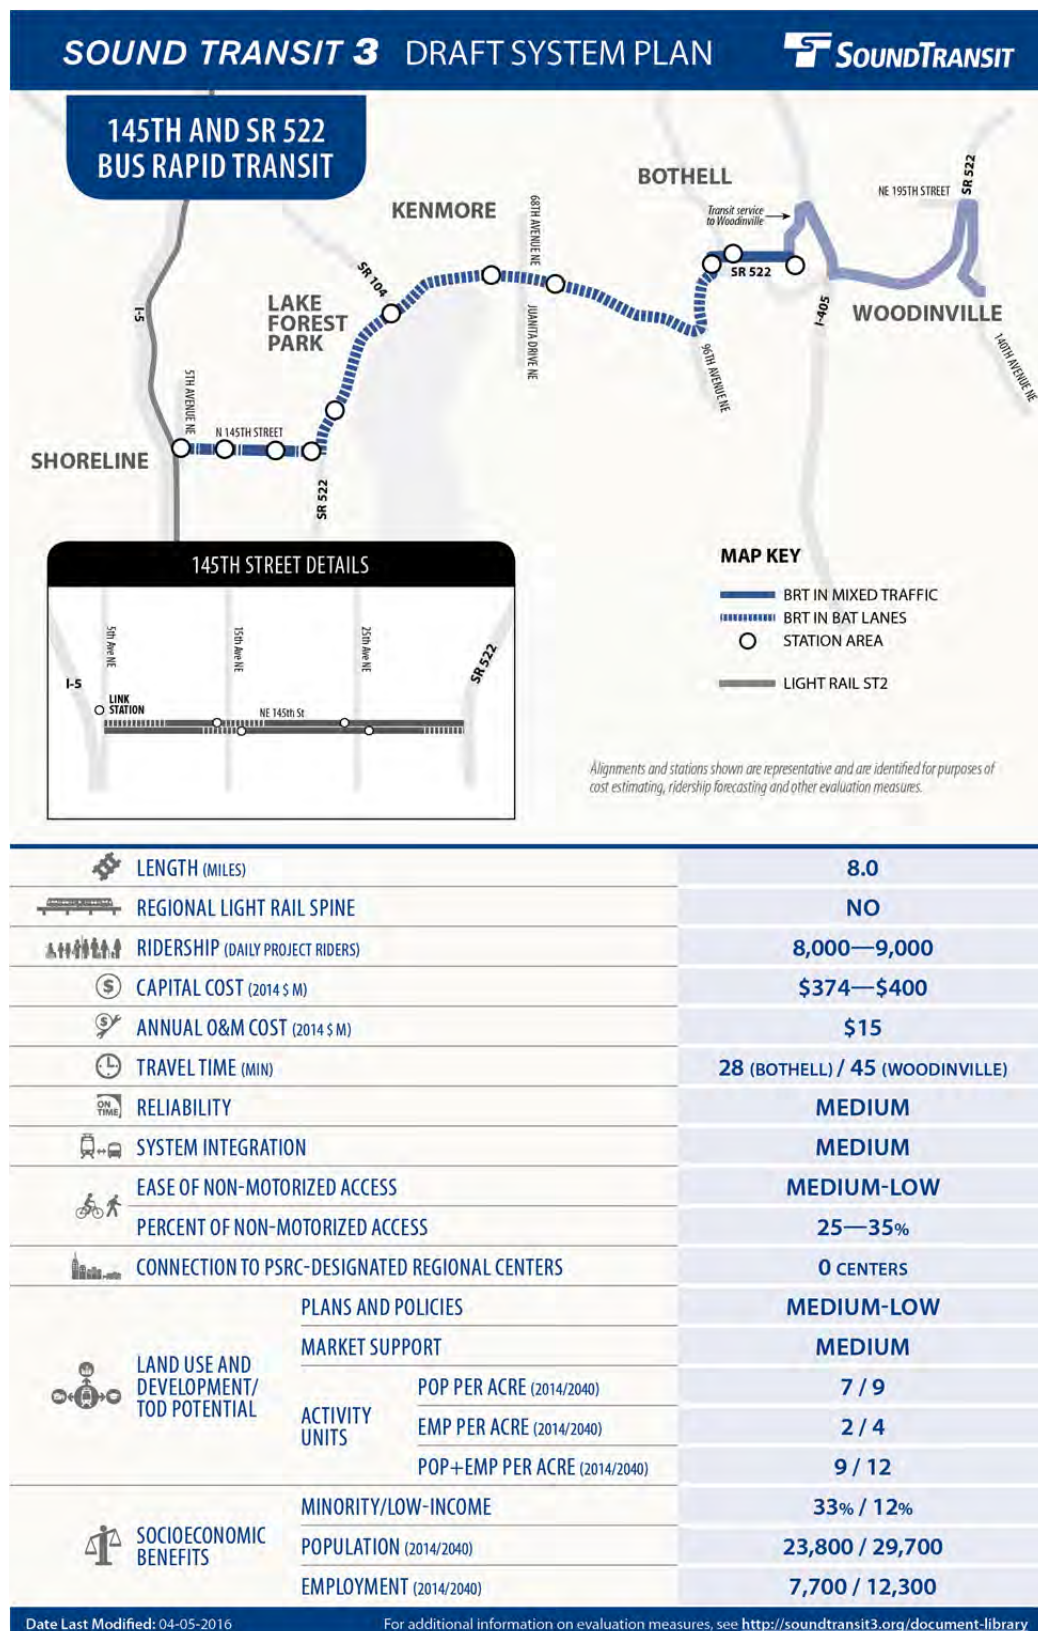 SOUND TRANSIT 3 DRAFT SYSTEM PLAN
SOUNDTRANSIT
145TH AND SR 522
BUS RAPID TRANSIT
BOTHELL
KENMORE
68TH AVENUE NE
Transit service
to Woodinville
NE 195TH STREET
SR 522
SR 104
SR 522
I-5
LAKE
FOREST
PARK
JUANITA DRIVE NE
I-405
WOODINVILLE
140TH AVENUE NE
96TH AVENUE NE
5TH AVENUE NE
N 145TH STREET
SHORELINE
SR 522
145TH STREET DETAILS
5th Ave NE
15th Ave NE
25th Ave NE
SR 522
I-5
LINK
STATION
NE 145th St
MAP KEY
BRT IN MIXED TRAFFIC
BRT IN BAT LANES
STATION AREA
LIGHT RAIL ST2
Alignments and stations shown are representative and are identified for purposes of
cost estimating, ridership forecasting and other evaluation measures.
LENGTH (MILES) 8.0
REGIONAL LIGHT RAIL SPINE NO
RIDERSHIP (DAILY PROJECT RIDERS) 8,000—9,000
$ CAPITAL COST (2014 $ M) $374—$400
$ ANNUAL O&M COST (2014 $ M) $15
TRAVEL TIME (MIN) 28 (BOTHELL) / 45 (WOODINVILLE)
ON
TIME
RELIABILITY MEDIUM
SYSTEM INTEGRATION MEDIUM
EASE OF NON-MOTORIZED ACCESS MEDIUM-LOW
PERCENT OF NON-MOTORIZED ACCESS 25—35%
CONNECTION TO PSRC-DESIGNATED REGIONAL CENTERS 0 CENTERS
LAND USE AND
DEVELOPMENT/
TOD POTENTIAL
PLANS AND POLICIES MEDIUM-LOW
MARKET SUPPORT MEDIUM
ACTIVITY
UNITS
POP PER ACRE (2014/2040) 7 / 9
EMP PER ACRE (2014/2040) 2 / 4
POP+EMP PER ACRE (2014/2040) 9 / 12
SOCIOECONOMIC
BENEFITS
MINORITY/LOW-INCOME 33% / 12%
POPULATION (2014/2040) 23,800 / 29,700
EMPLOYMENT (2014/2040) 7,700 / 12,300
Date Last Modified: 04-05-2016 For additional information on evaluation measures, see http://soundtransit3.org/document-library